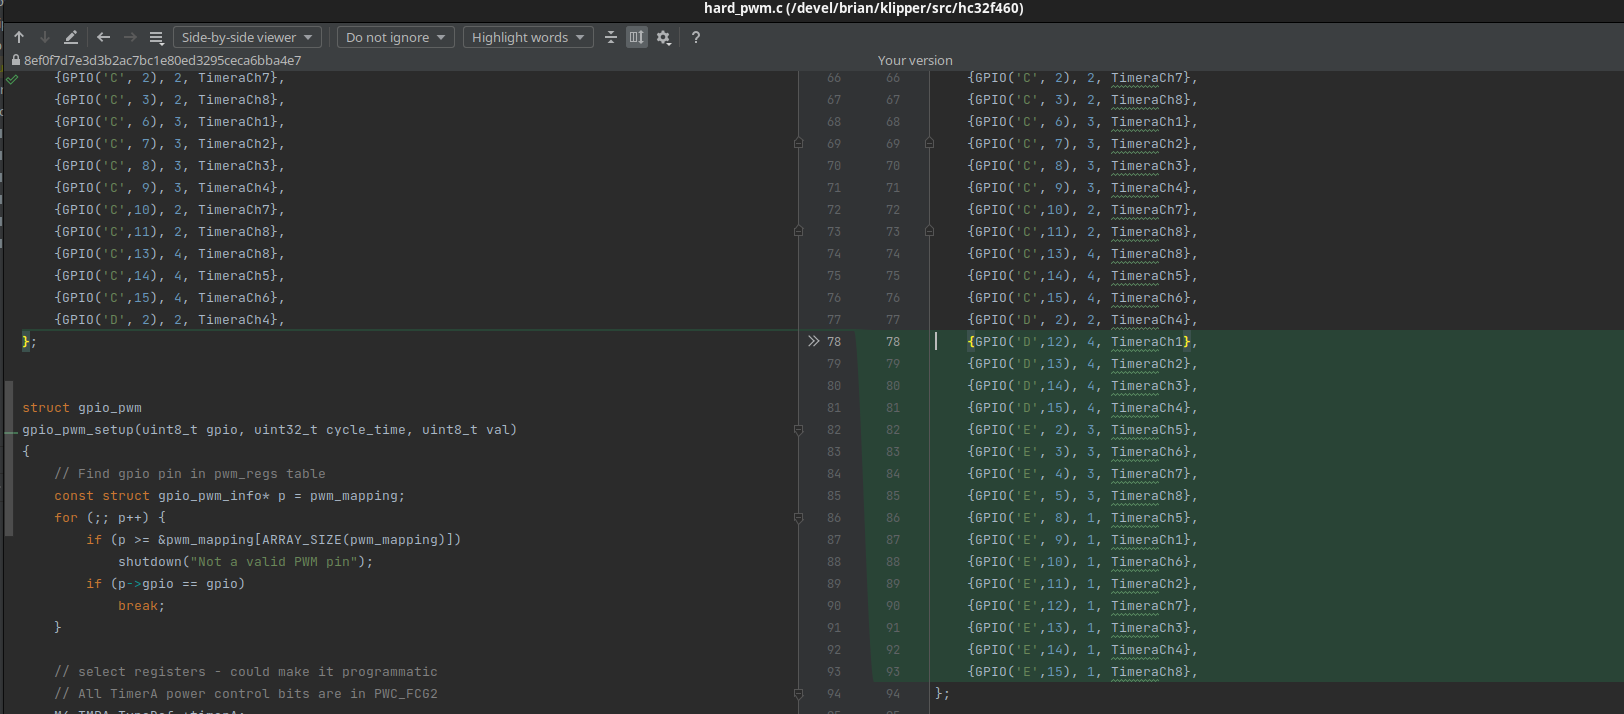 hard_pwm.c (/devel/brian/klipper/src/hc32f460)
Side-by-side viewer
Do not ignore
Highlight words
?
8ef0f7d7e3d3b2ac7bc1e80ed3295ceca6bba4e7
Your version
{GPIO('C', 2), 2, TimeraCh7},
{GPIO('C', 3), 2, TimeraCh8},
{GPIO('C', 6), 3, TimeraCh1},
{GPIO('C', 7), 3, TimeraCh2},
{GPIO('C', 8), 3, TimeraCh3},
{GPIO('C', 9), 3, TimeraCh4},
{GPIO('C',10), 2, TimeraCh7},
{GPIO('C',11), 2, TimeraCh8},
{GPIO('C',13), 4, TimeraCh8},
{GPIO('C',14), 4, TimeraCh5},
{GPIO('C',15), 4, TimeraCh6},
{GPIO('D', 2), 2, TimeraCh4},
};
struct gpio_pwm
gpio_pwm_setup(uint8_t gpio, uint32_t cycle_time, uint8_t val)
{
// Find gpio pin in pwm_regs table
const struct gpio_pwm_info* p = pwm_mapping;
for (;; p++) {
if (p >= &pwm_mapping[ARRAY_SIZE(pwm_mapping)])
shutdown("Not a valid PWM pin");
if (p->gpio == gpio)
break;
}
// select registers - could make it programmatic
// All TimerA power control bits are in PWC_FCG2
66 66 {GPIO('C', 2), 2, TimeraCh7},
67 67 {GPIO('C', 3), 2, TimeraCh8},
68 68 {GPIO('C', 6), 3, TimeraCh1},
69 69 {GPIO('C', 7), 3, TimeraCh2},
70 70 {GPIO('C', 8), 3, TimeraCh3},
71 71 {GPIO('C', 9), 3, TimeraCh4},
72 72 {GPIO('C',10), 2, TimeraCh7},
73 73 {GPIO('C',11), 2, TimeraCh8},
74 74 {GPIO('C',13), 4, TimeraCh8},
75 75 {GPIO('C',14), 4, TimeraCh5},
76 76 {GPIO('C',15), 4, TimeraCh6},
77 77 {GPIO('D', 2), 2, TimeraCh4},
78 78 {GPIO('D',12), 4, TimeraCh1},
79 79 {GPIO('D',13), 4, TimeraCh2},
80 80 {GPIO('D',14), 4, TimeraCh3},
81 81 {GPIO('D',15), 4, TimeraCh4},
82 82 {GPIO('E', 2), 3, TimeraCh5},
83 83 {GPIO('E', 3), 3, TimeraCh6},
84 84 {GPIO('E', 4), 3, TimeraCh7},
85 85 {GPIO('E', 5), 3, TimeraCh8},
86 86 {GPIO('E', 8), 1, TimeraCh5},
87 87 {GPIO('E', 9), 1, TimeraCh1},
88 88 {GPIO('E',10), 1, TimeraCh6},
89 89 {GPIO('E',11), 1, TimeraCh2},
90 90 {GPIO('E',12), 1, TimeraCh7},
91 91 {GPIO('E',13), 1, TimeraCh3},
92 92 {GPIO('E',14), 1, TimeraCh4},
93 93 {GPIO('E',15), 1, TimeraCh8},
94 94 };